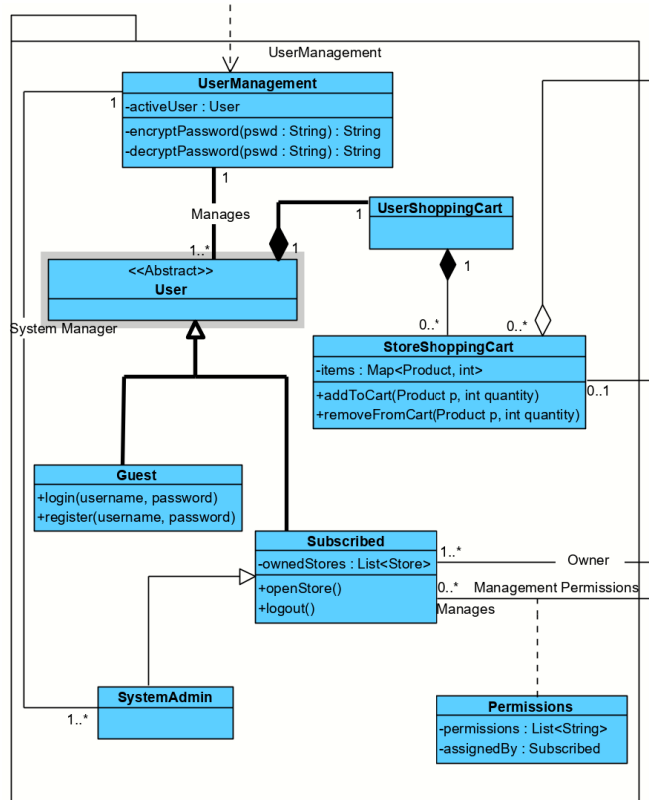 UserManagement
UserManagement
-activeUser : User
-encryptPassword(pswd : String) : String
-decryptPassword(pswd : String) : String
1
1
Manages
1..*
1
1
UserShoppingCart
1
<<Abstract>>
User
System Manager
0..*
0..*
StoreShoppingCart
-items : Map<Product, int>
+addToCart(Product p, int quantity)
+removeFromCart(Product p, int quantity)
0..1
Guest
+login(username, password)
+register(username, password)
Subscribed
-ownedStores : List<Store>
+openStore()
+logout()
1..*
Owner
0..*
Management Permissions
Manages
SystemAdmin
1..*
Permissions
-permissions : List<String>
-assignedBy : Subscribed